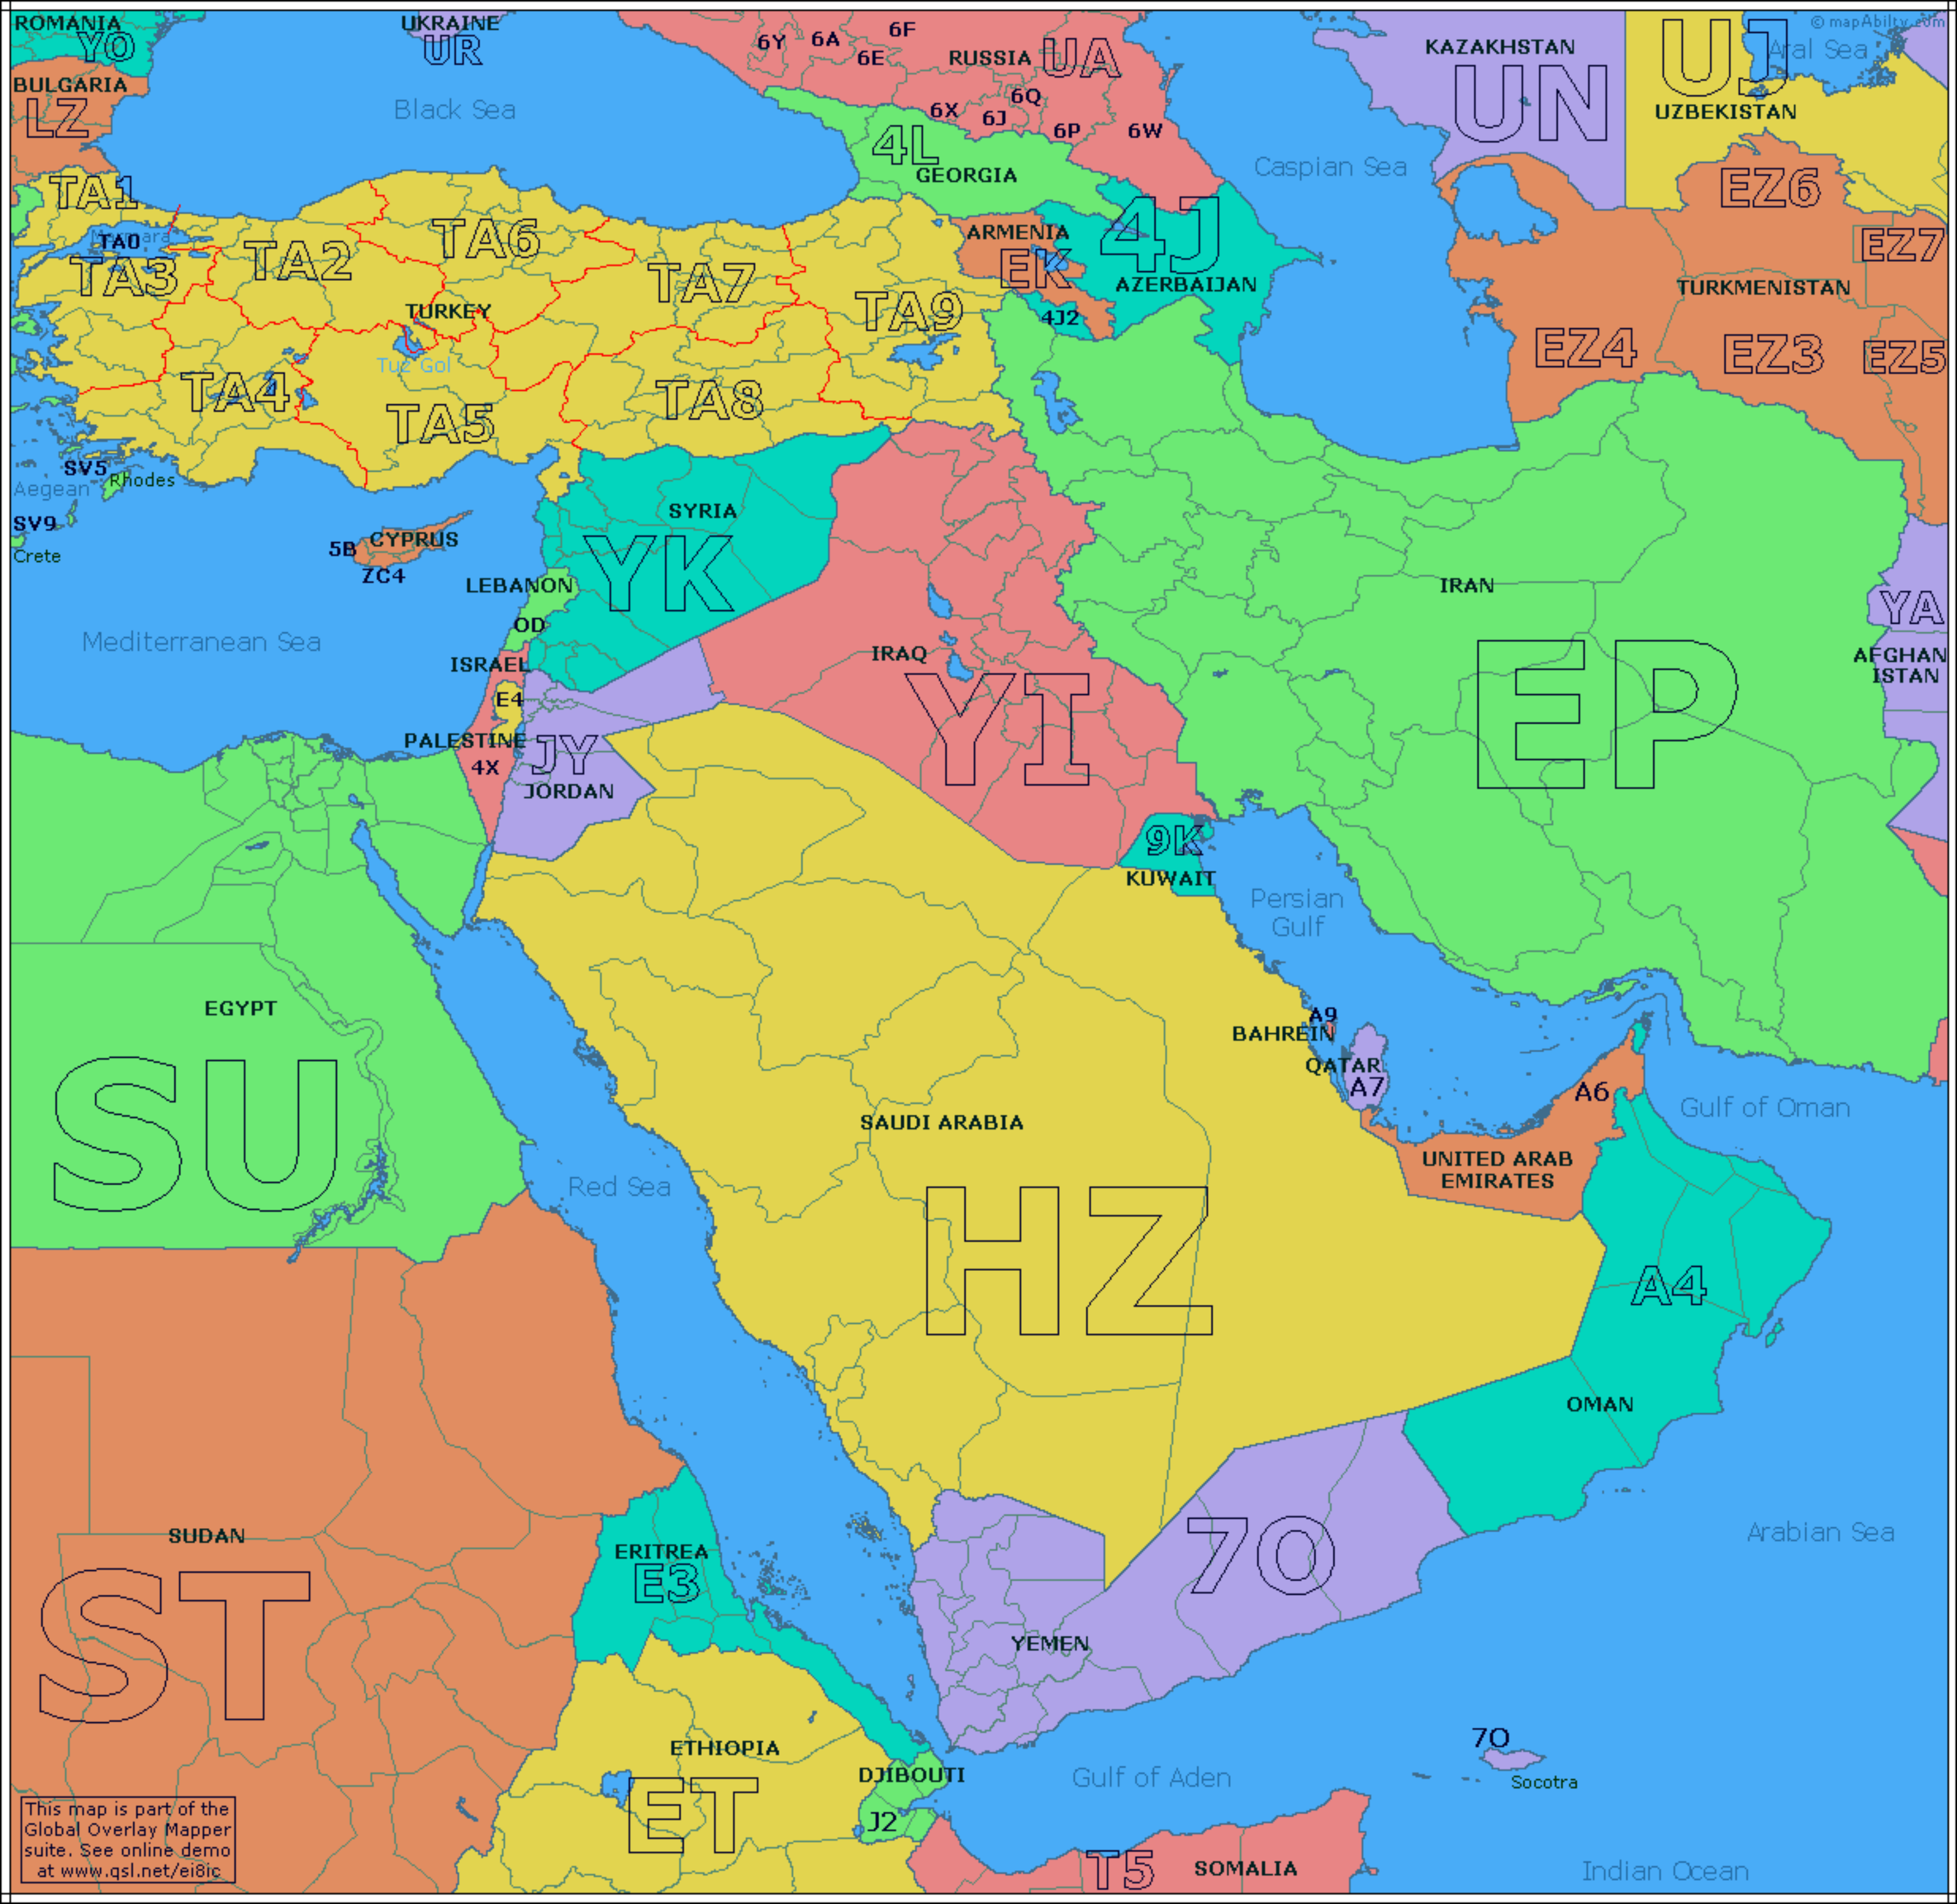 ROMANIA
YO
UKRAINE
UR
6Y
6A
6F
6E
RUSSIA
UA
KAZAKHSTAN
UN
UJ
© mapAbility.com
Aral Sea
UZBEKISTAN
BULGARIA
LZ
Black Sea
6X
6J
6Q
6P
6W
4L
GEORGIA
Caspian Sea
TA1
TA0
Marmara
TA3
TA2
TA6
TA7
TA9
TURKEY
Tuz Gol
TA4
TA5
TA8
ARMENIA
EK
4J
AZERBAIJAN
4J2
EZ6
EZ7
TURKMENISTAN
EZ4
EZ3
EZ5
SV5
Rhodes
Aegean
SV9
Crete
5B
CYPRUS
ZC4
SYRIA
YK
LEBANON
OD
Mediterranean Sea
ISRAEL
E4
PALESTINE
4X
JY
JORDAN
IRAQ
YI
IRAN
EP
YA
AFGHAN
ISTAN
9K
KUWAIT
Persian
Gulf
EGYPT
SU
A9
BAHREIN
QATAR
A7
A6
Gulf of Oman
SAUDI ARABIA
HZ
UNITED ARAB
EMIRATES
Red Sea
A4
OMAN
SUDAN
ST
ERITREA
E3
7O
YEMEN
Arabian Sea
ETHIOPIA
ET
DJIBOUTI
J2
Gulf of Aden
7O
Socotra
T5
SOMALIA
Indian Ocean
This map is part of the
Global Overlay Mapper
suite. See online demo
at www.qsl.net/ei8ic